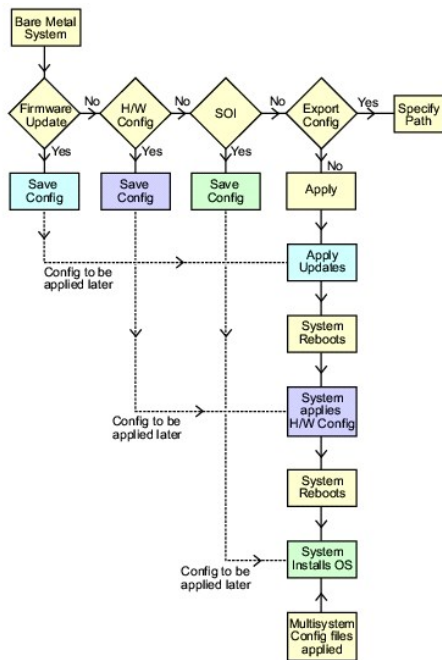 Bare Metal
System
Firmware
Update
No
H/W
Config
No
SOI
No
Export
Config
Yes
Specify
Path
Yes
Yes
Yes
No
Save
Config
Save
Config
Save
Config
Apply
Config to be
applied later
Apply
Updates
System
Reboots
Config to be
applied later
System
applies
H/W Config
System
Reboots
Config to be
applied later
System
Installs OS
Multisystem
Config files
applied